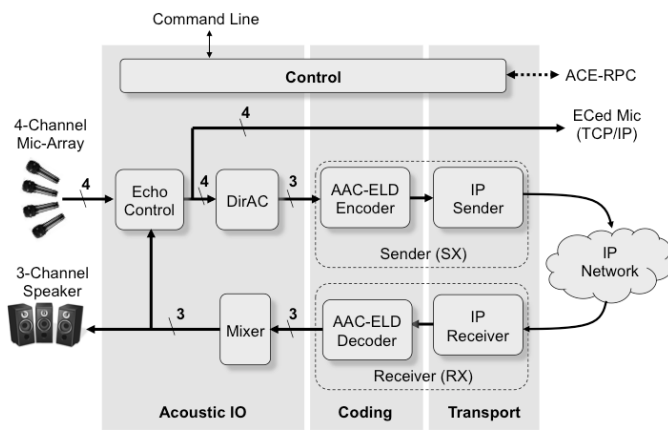 Command Line
Control
ACE-RPC
4
ECed Mic
(TCP/IP)
4-Channel
Mic-Array
4
Echo
Control
4
DirAC
3
AAC-ELD
Encoder
IP
Sender
Sender (SX)
IP
Network
3-Channel
Speaker
3
Mixer
3
AAC-ELD
Decoder
IP
Receiver
Receiver (RX)
Acoustic IO
Coding
Transport